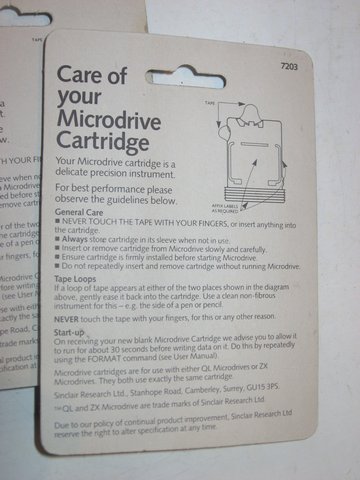 7203
Care of
your
Microdrive
Cartridge
TAPE
AFFIX LABELS
AS REQUIRED
Your Microdrive cartridge is a
delicate precision instrument.
For best performance please
observe the guidelines below.
General Care
■ NEVER TOUCH THE TAPE WITH YOUR FINGERS, or insert anything into
the cartridge.
■ Always store cartridge in its sleeve when not in use.
■ Insert or remove cartridge from Microdrive slowly and carefully.
■ Ensure cartridge is firmly installed before starting Microdrive.
■ Do not repeatedly insert and remove cartridge without running Microdrive.
Tape Loops
If a loop of tape appears at either of the two places shown in the diagram
above, gently ease it back into the cartridge. Use a clean non-fibrous
instrument for this – e.g. the side of a pen or pencil.
NEVER touch the tape with your fingers, for this or any other reason.
Start-up
On receiving your new blank Microdrive Cartridge we advise you to allow it
to run for about 30 seconds before writing data on it. Do this by repeatedly
using the FORMAT command (see User Manual).
Microdrive cartridges are for use with either QL Microdrives or ZX
Microdrives. They both use exactly the same cartridge.
Sinclair Research Ltd., Stanhope Road, Camberley, Surrey, GU15 3PS.
™QL and ZX Microdrive are trade marks of Sinclair Research Ltd
Due to our policy of continual product improvement, Sinclair Research Ltd
reserve the right to alter specification at any time.